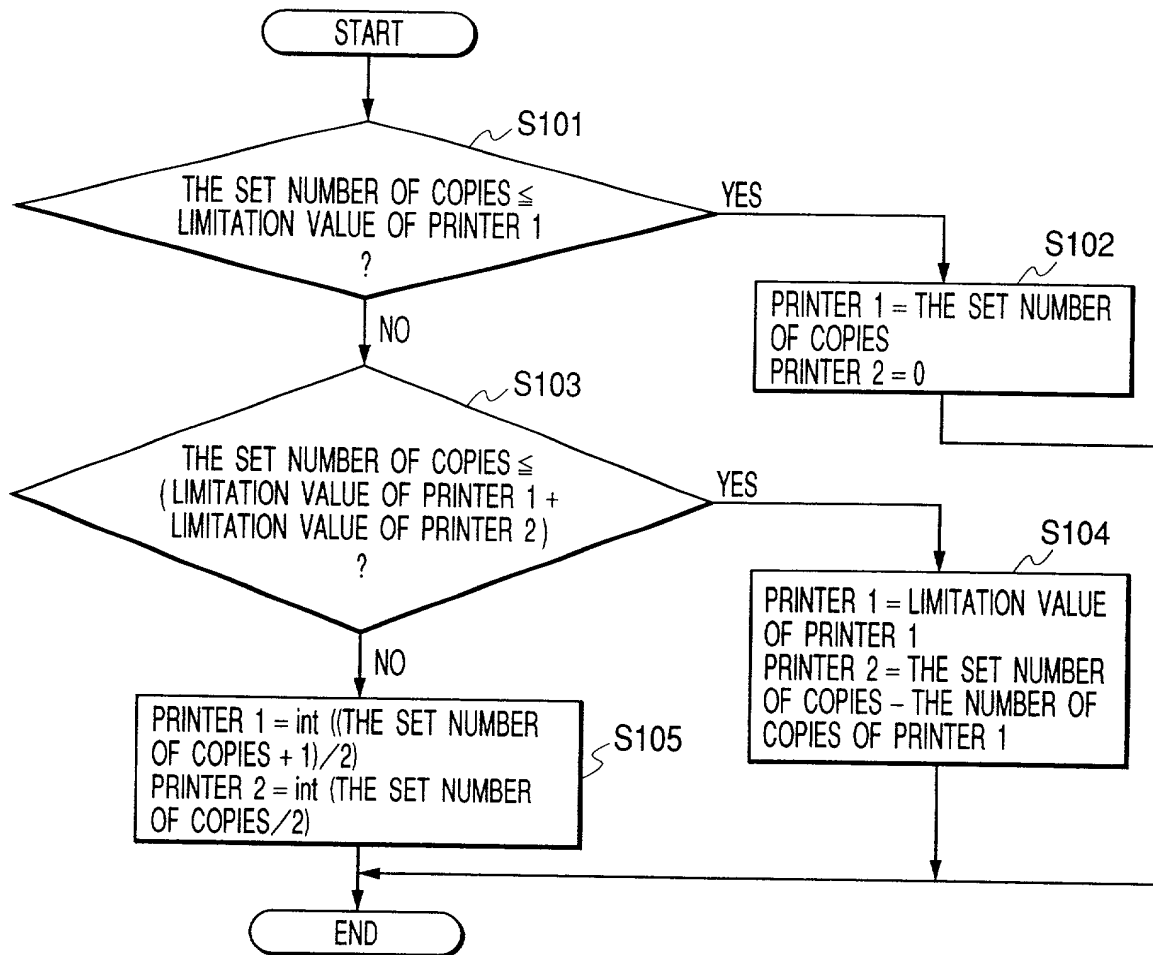 START
S101
THE SET NUMBER OF COPIES ≦
LIMITATION VALUE OF PRINTER 1
?
YES
NO
S102
PRINTER 1 = THE SET NUMBER
OF COPIES
PRINTER 2 = 0
S103
THE SET NUMBER OF COPIES ≦
(LIMITATION VALUE OF PRINTER 1 +
LIMITATION VALUE OF PRINTER 2)
?
YES
NO
S104
PRINTER 1 = LIMITATION VALUE
OF PRINTER 1
PRINTER 2 = THE SET NUMBER
OF COPIES – THE NUMBER OF
COPIES OF PRINTER 1
PRINTER 1 = int ((THE SET NUMBER
OF COPIES + 1)/2)
PRINTER 2 = int (THE SET NUMBER
OF COPIES/2)
S105
END